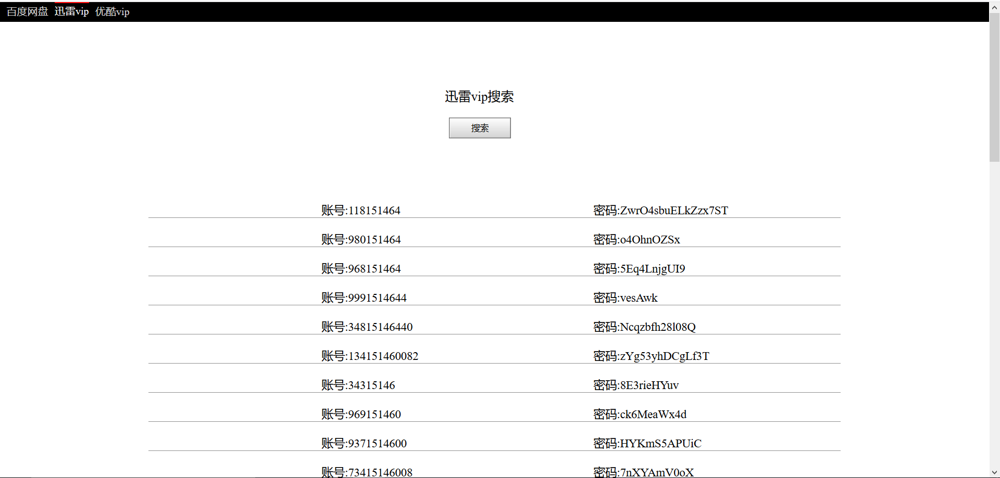 百度网盘 迅雷vip 优酷vip
迅雷vip搜索
搜索
账号:118151464 密码:ZwrO4sbuELkZzx7ST
账号:980151464 密码:o4OhnOZSx
账号:968151464 密码:5Eq4LnjgUI9
账号:9991514644 密码:vesAwk
账号:34815146440 密码:Ncqzbfh28l08Q
账号:134151460082 密码:zYg53yhDCgLf3T
账号:34315146 密码:8E3rieHYuv
账号:969151460 密码:ck6MeaWx4d
账号:9371514600 密码:HYKmS5APUiC
账号:73415146008 密码:7nXYAmV0oX